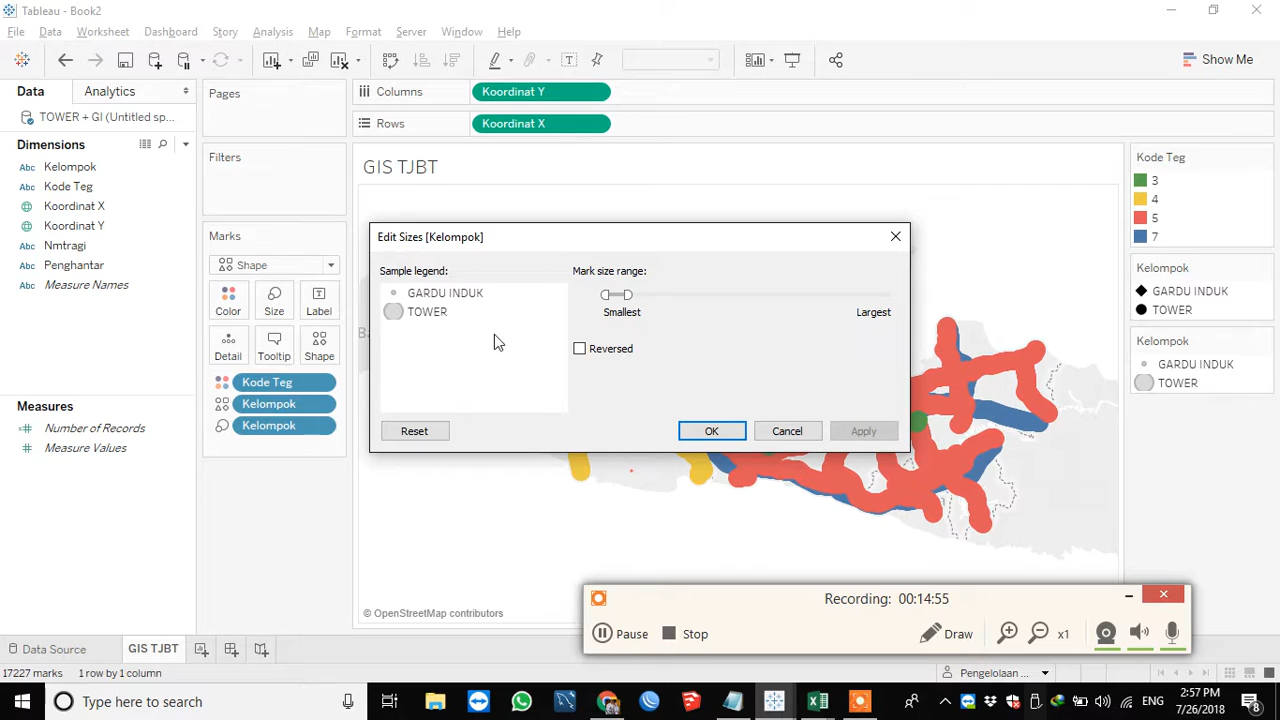 Tableau - Book2
File Data Worksheet Dashboard Story Analysis Map Format Server Window Help
Show Me
Data Analytics
TOWER + GI (Untitled sp...
Dimensions
Abc Kelompok
Abc Kode Teg
Koordinat X
Koordinat Y
Abc Nmtragi
Abc Penghantar
Abc Measure Names
Measures
Number of Records
Measure Values
Pages
Filters
Marks
Shape
Color Size Label
Detail Tooltip Shape
Kode Teg
Kelompok
Kelompok
Columns Koordinat Y
Rows Koordinat X
GIS TJBT
Edit Sizes [Kelompok]
Sample legend:
GARDU INDUK
TOWER
Mark size range:
Smallest Largest
Reversed
Reset OK Cancel Apply
© OpenStreetMap contributors
Kode Teg
3
4
5
7
Kelompok
GARDU INDUK
TOWER
Kelompok
GARDU INDUK
TOWER
Recording: 00:14:55
Pause Stop Draw x1
Data Source GIS TJBT
17227 marks 1 row by 1 column
Pengelolaan ...
Type here to search
ENG
2:57 PM
7/26/2018
8